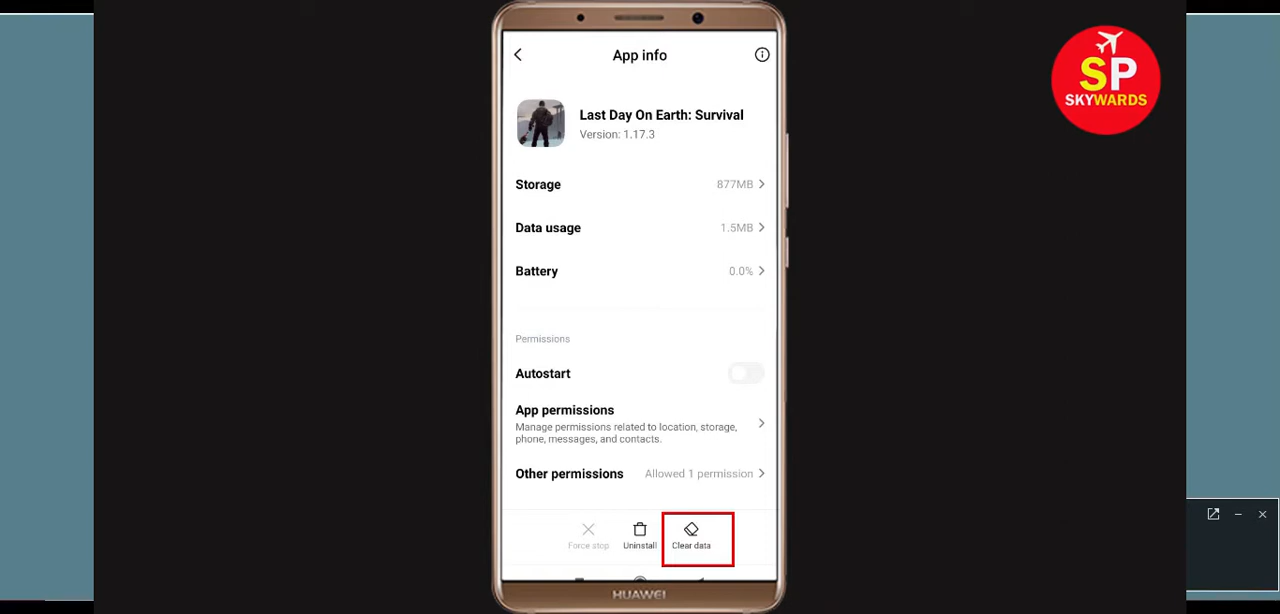 App info
SP
SKYWARDS
Last Day On Earth: Survival
Version: 1.17.3
Storage 877MB
Data usage 1.5MB
Battery 0.0%
Permissions
Autostart
App permissions
Manage permissions related to location, storage,
phone, messages, and contacts.
Other permissions Allowed 1 permission
Force stop Uninstall Clear data
HUAWEI